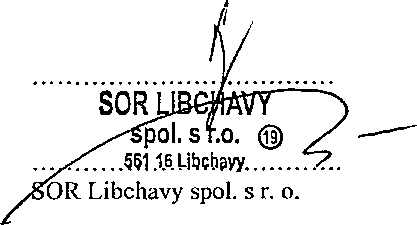 SOR LIBCHAVY
spol. s r.o. 19
561 16 Libchavy
SOR Libchavy spol. s r. o.